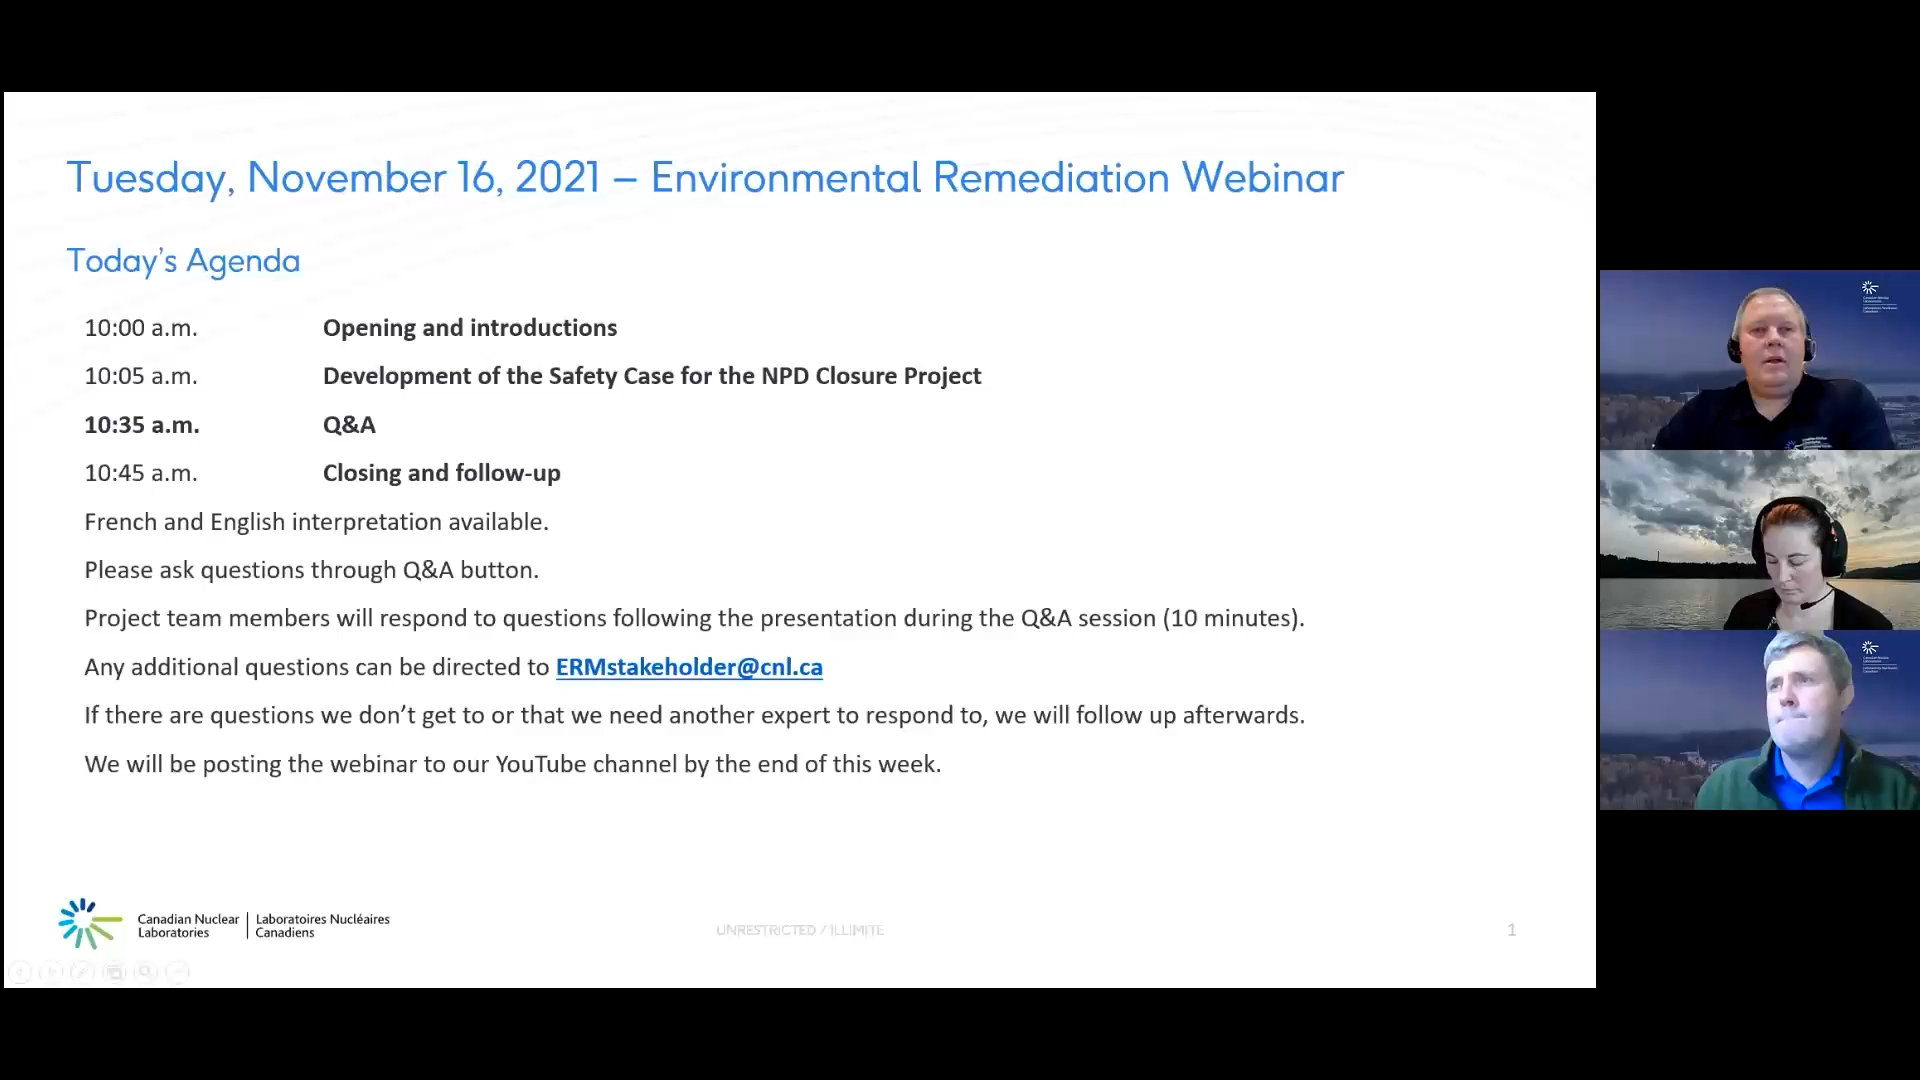 Tuesday, November 16, 2021 – Environmental Remediation Webinar
Today's Agenda
10:00 a.m. Opening and introductions
10:05 a.m. Development of the Safety Case for the NPD Closure Project
10:35 a.m. Q&A
10:45 a.m. Closing and follow-up
French and English interpretation available.
Please ask questions through Q&A button.
Project team members will respond to questions following the presentation during the Q&A session (10 minutes).
Any additional questions can be directed to ERMstakeholder@cnl.ca
If there are questions we don't get to or that we need another expert to respond to, we will follow up afterwards.
We will be posting the webinar to our YouTube channel by the end of this week.
Canadian Nuclear Laboratories
Laboratoires Nucléaires Canadiens
UNRESTRICTED / ILLIMITÉ
1